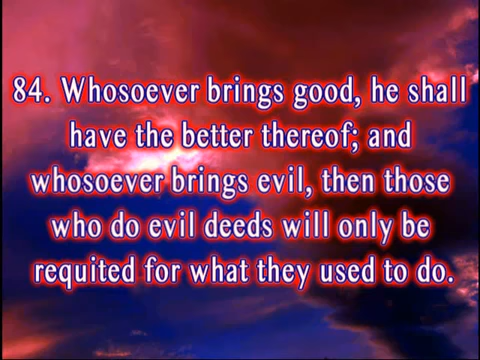 84. Whosoever brings good, he shall
have the better thereof; and
whosoever brings evil, then those
who do evil deeds will only be
requited for what they used to do.